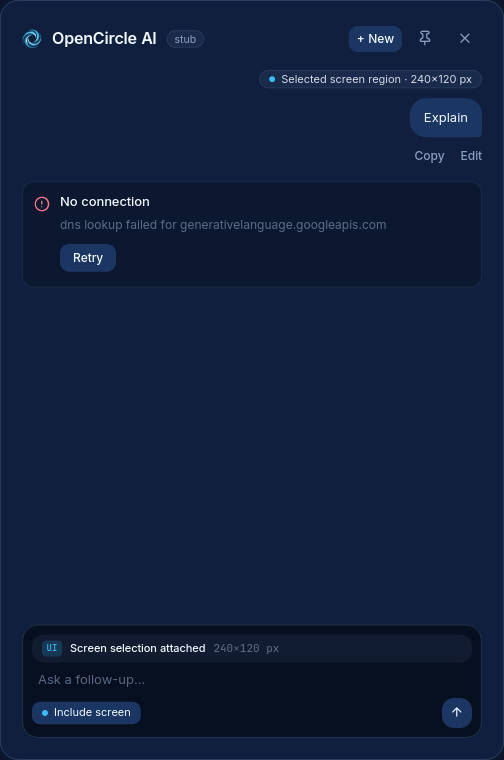 OpenCircle AI stub + New
Selected screen region · 240×120 px
Explain
Copy Edit
No connection
dns lookup failed for generativelanguage.googleapis.com
Retry
UI Screen selection attached 240×120 px
Ask a follow-up...
Include screen